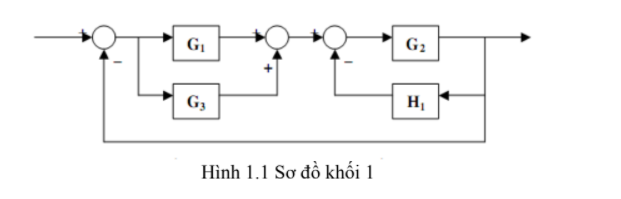 + + +
G₁ G₂
− + −
G₃ H₁
Hình 1.1 Sơ đồ khối 1